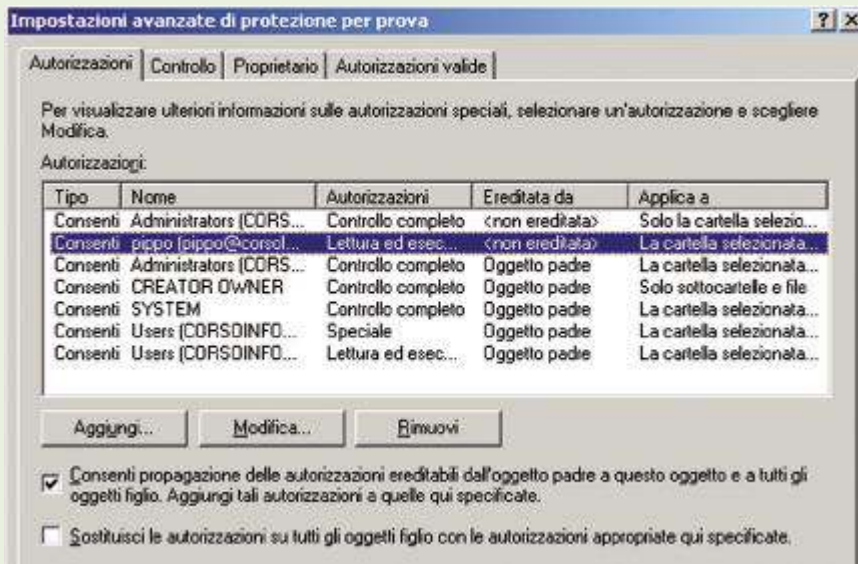 Impostazioni avanzate di protezione per prova
Autorizzazioni Controllo Proprietario Autorizzazioni valide
Per visualizzare ulteriori informazioni sulle autorizzazioni speciali, selezionare un'autorizzazione e scegliere
Modifica.
Autorizzazioni:
Tipo Nome Autorizzazioni Ereditata da Applica a
Consenti Administrators (CORS... Controllo completo <non ereditata> Solo la cartella selezio...
Consenti pippo (pippo@corsol... Lettura ed esec... <non ereditata> La cartella selezionata...
Consenti Administrators (CORS... Controllo completo Oggetto padre La cartella selezionata...
Consenti CREATOR OWNER Controllo completo Oggetto padre Solo sottocartelle e file
Consenti SYSTEM Controllo completo Oggetto padre La cartella selezionata...
Consenti Users (CORSOINFO... Speciale Oggetto padre La cartella selezionata...
Consenti Users (CORSOINFO... Lettura ed esec... Oggetto padre La cartella selezionata...
Aggiungi... Modifica... Rimuovi
Consenti propagazione delle autorizzazioni ereditabili dall'oggetto padre a questo oggetto e a tutti gli
oggetti figlio. Aggiungi tali autorizzazioni a quelle qui specificate.
Sostituisci le autorizzazioni su tutti gli oggetti figlio con le autorizzazioni appropriate qui specificate.